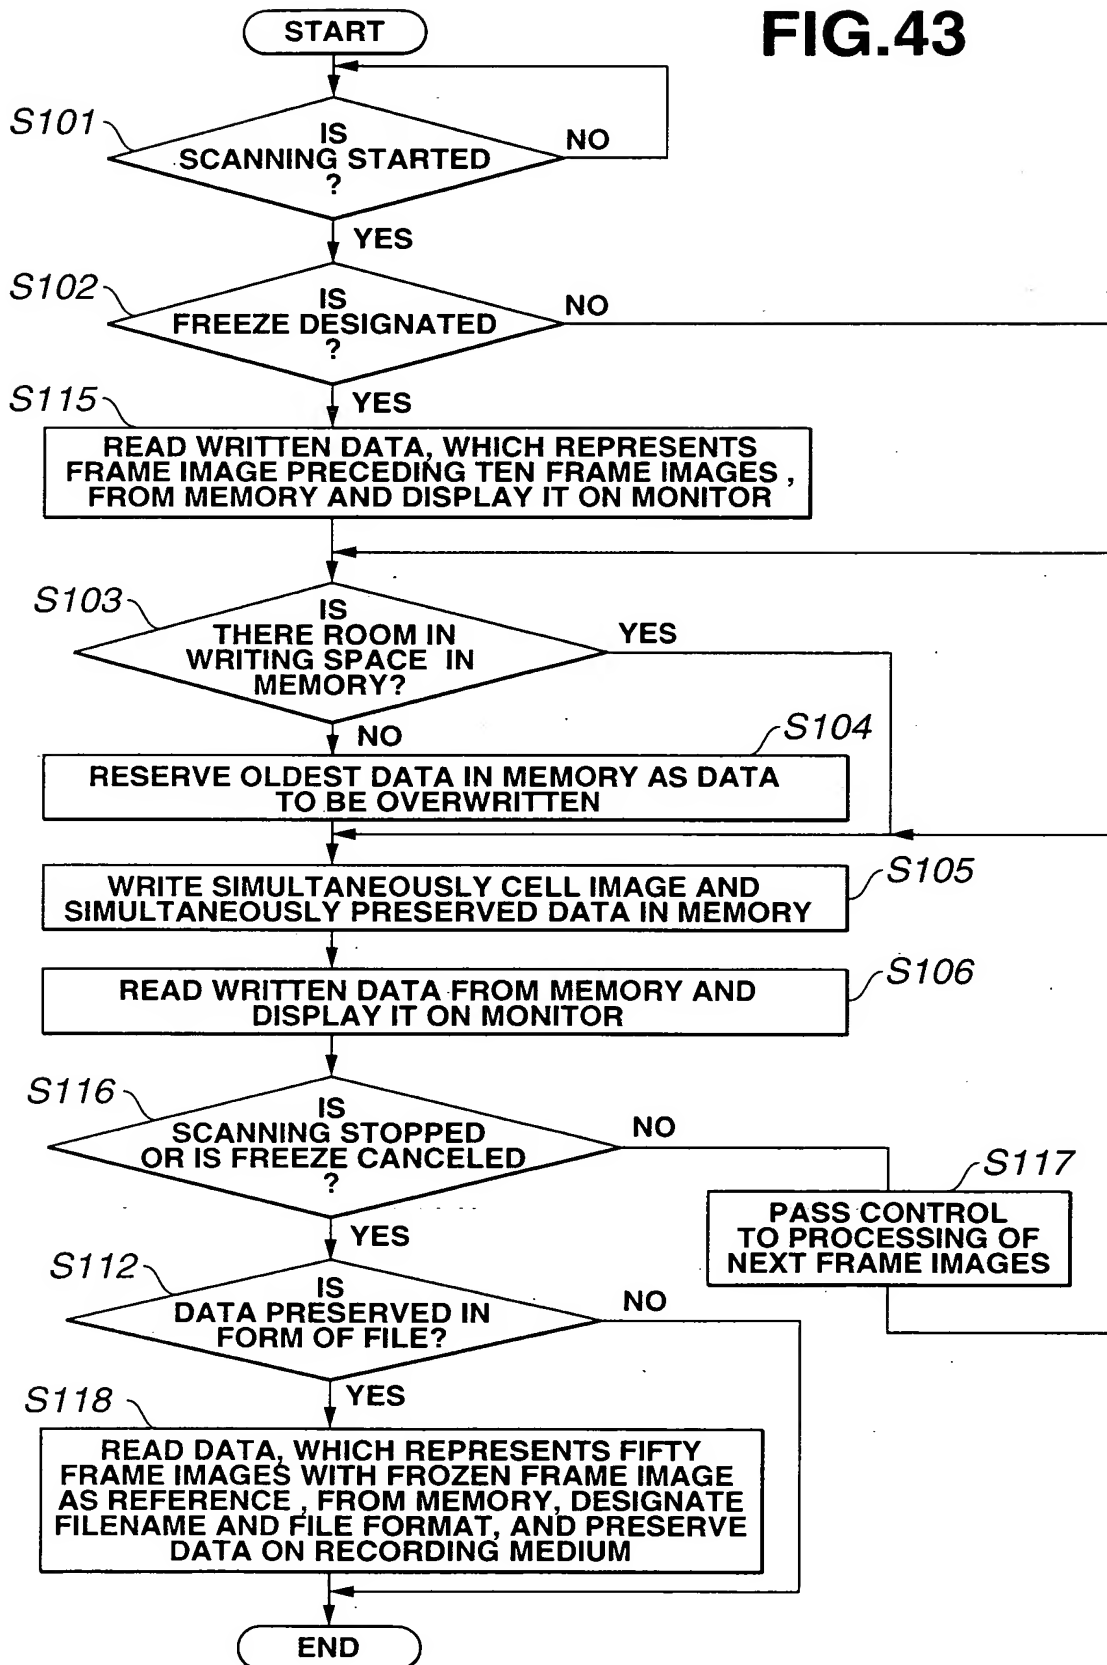 FIG.43
START
S101
IS
SCANNING STARTED
?
NO
YES
S102
IS
FREEZE DESIGNATED
?
NO
YES
S115
READ WRITTEN DATA, WHICH REPRESENTS
FRAME IMAGE PRECEDING TEN FRAME IMAGES ,
FROM MEMORY AND DISPLAY IT ON MONITOR
S103
IS
THERE ROOM IN
WRITING SPACE IN
MEMORY?
YES
NO
S104
RESERVE OLDEST DATA IN MEMORY AS DATA
TO BE OVERWRITTEN
S105
WRITE SIMULTANEOUSLY CELL IMAGE AND
SIMULTANEOUSLY PRESERVED DATA IN MEMORY
S106
READ WRITTEN DATA FROM MEMORY AND
DISPLAY IT ON MONITOR
S116
IS
SCANNING STOPPED
OR IS FREEZE CANCELED
?
NO
YES
S117
PASS CONTROL
TO PROCESSING OF
NEXT FRAME IMAGES
S112
IS
DATA PRESERVED IN
FORM OF FILE?
NO
YES
S118
READ DATA, WHICH REPRESENTS FIFTY
FRAME IMAGES WITH FROZEN FRAME IMAGE
AS REFERENCE , FROM MEMORY, DESIGNATE
FILENAME AND FILE FORMAT, AND PRESERVE
DATA ON RECORDING MEDIUM
END